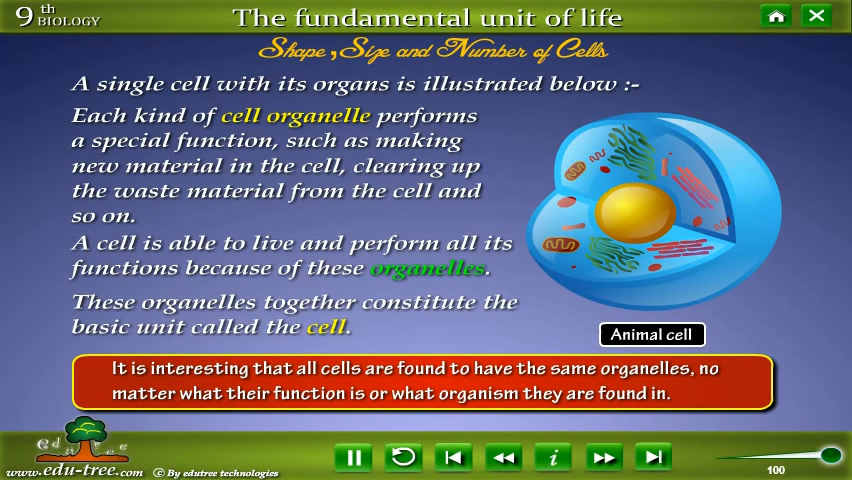 9th BIOLOGY
The fundamental unit of life
Shape, Size and Number of Cells
A single cell with its organs is illustrated below :-
Each kind of cell organelle performs
a special function, such as making
new material in the cell, clearing up
the waste material from the cell and
so on.
A cell is able to live and perform all its
functions because of these organelles.
These organelles together constitute the
basic unit called the cell.
Animal cell
It is interesting that all cells are found to have the same organelles, no
matter what their function is or what organism they are found in.
edutree
www.edu-tree.com
© By edutree technologies
i
100